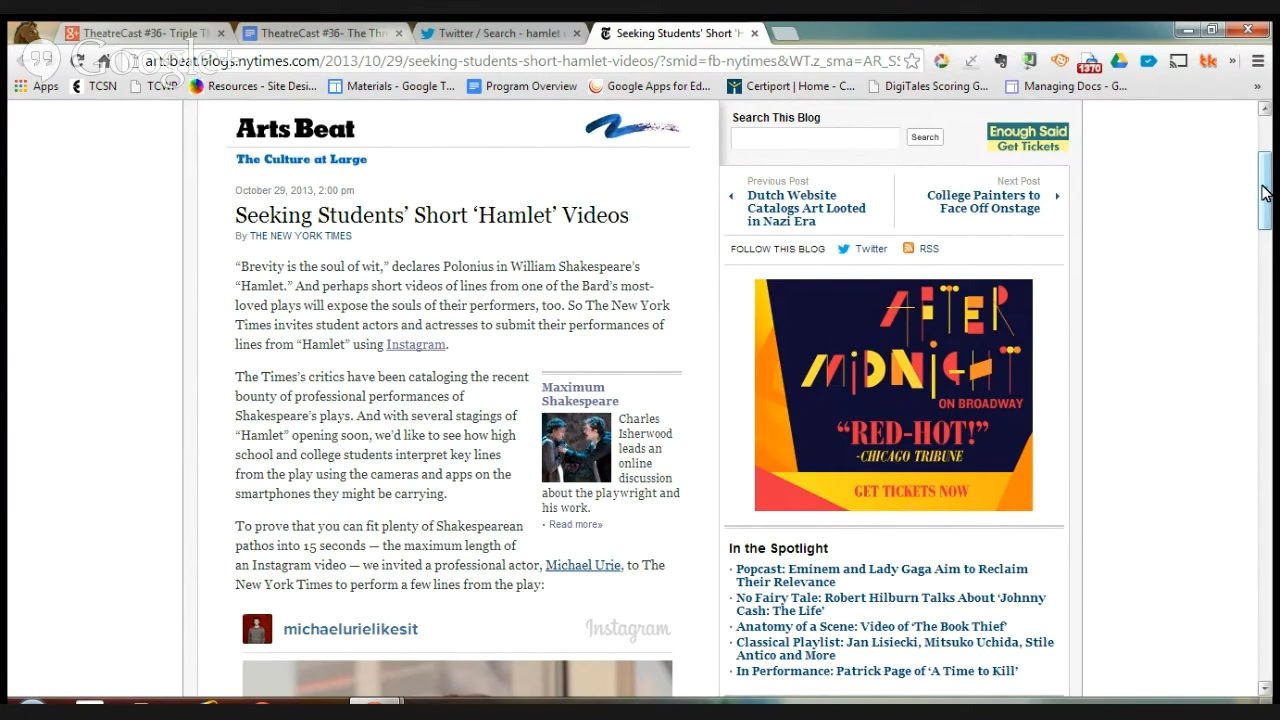 TheatreCast #36- Triple T
TheatreCast #36- The Thr
Twitter / Search - hamlet
Seeking Students' Short 'H
Google+
artsbeat.blogs.nytimes.com/2013/10/29/seeking-students-short-hamlet-videos/?smid=fb-nytimes&WT.z_sma=AR_SS
1370
Apps
TCSN
TCWP
Resources - Site Desi...
Materials - Google T...
Program Overview
Google Apps for Ed...
Certiport | Home - C...
DigiTales Scoring G...
Managing Docs - G...
Arts Beat
The Culture at Large
October 29, 2013, 2:00 pm
Seeking Students' Short 'Hamlet' Videos
By THE NEW YORK TIMES
"Brevity is the soul of wit," declares Polonius in William Shakespeare's
"Hamlet." And perhaps short videos of lines from one of the Bard's most-
loved plays will expose the souls of their performers, too. So The New York
Times invites student actors and actresses to submit their performances of
lines from "Hamlet" using Instagram.
The Times's critics have been cataloging the recent
bounty of professional performances of
Shakespeare's plays. And with several stagings of
"Hamlet" opening soon, we'd like to see how high
school and college students interpret key lines
from the play using the cameras and apps on the
smartphones they might be carrying.
Maximum
Shakespeare
Charles
Isherwood
leads an
online
discussion
about the playwright and
his work.
• Read more»
To prove that you can fit plenty of Shakespearean
pathos into 15 seconds — the maximum length of
an Instagram video — we invited a professional actor, Michael Urie, to The
New York Times to perform a few lines from the play:
michaelurielikesit
Instagram
Search This Blog
Search
Enough Said
Get Tickets
Previous Post
Dutch Website
Catalogs Art Looted
in Nazi Era
Next Post
College Painters to
Face Off Onstage
FOLLOW THIS BLOG
Twitter
RSS
AFTER
MiDNiGHT
ON BROADWAY
"RED-HOT!"
-CHICAGO TRIBUNE
GET TICKETS NOW
In the Spotlight
Popcast: Eminem and Lady Gaga Aim to Reclaim
Their Relevance
No Fairy Tale: Robert Hilburn Talks About 'Johnny
Cash: The Life'
Anatomy of a Scene: Video of 'The Book Thief'
Classical Playlist: Jan Lisiecki, Mitsuko Uchida, Stile
Antico and More
In Performance: Patrick Page of 'A Time to Kill'